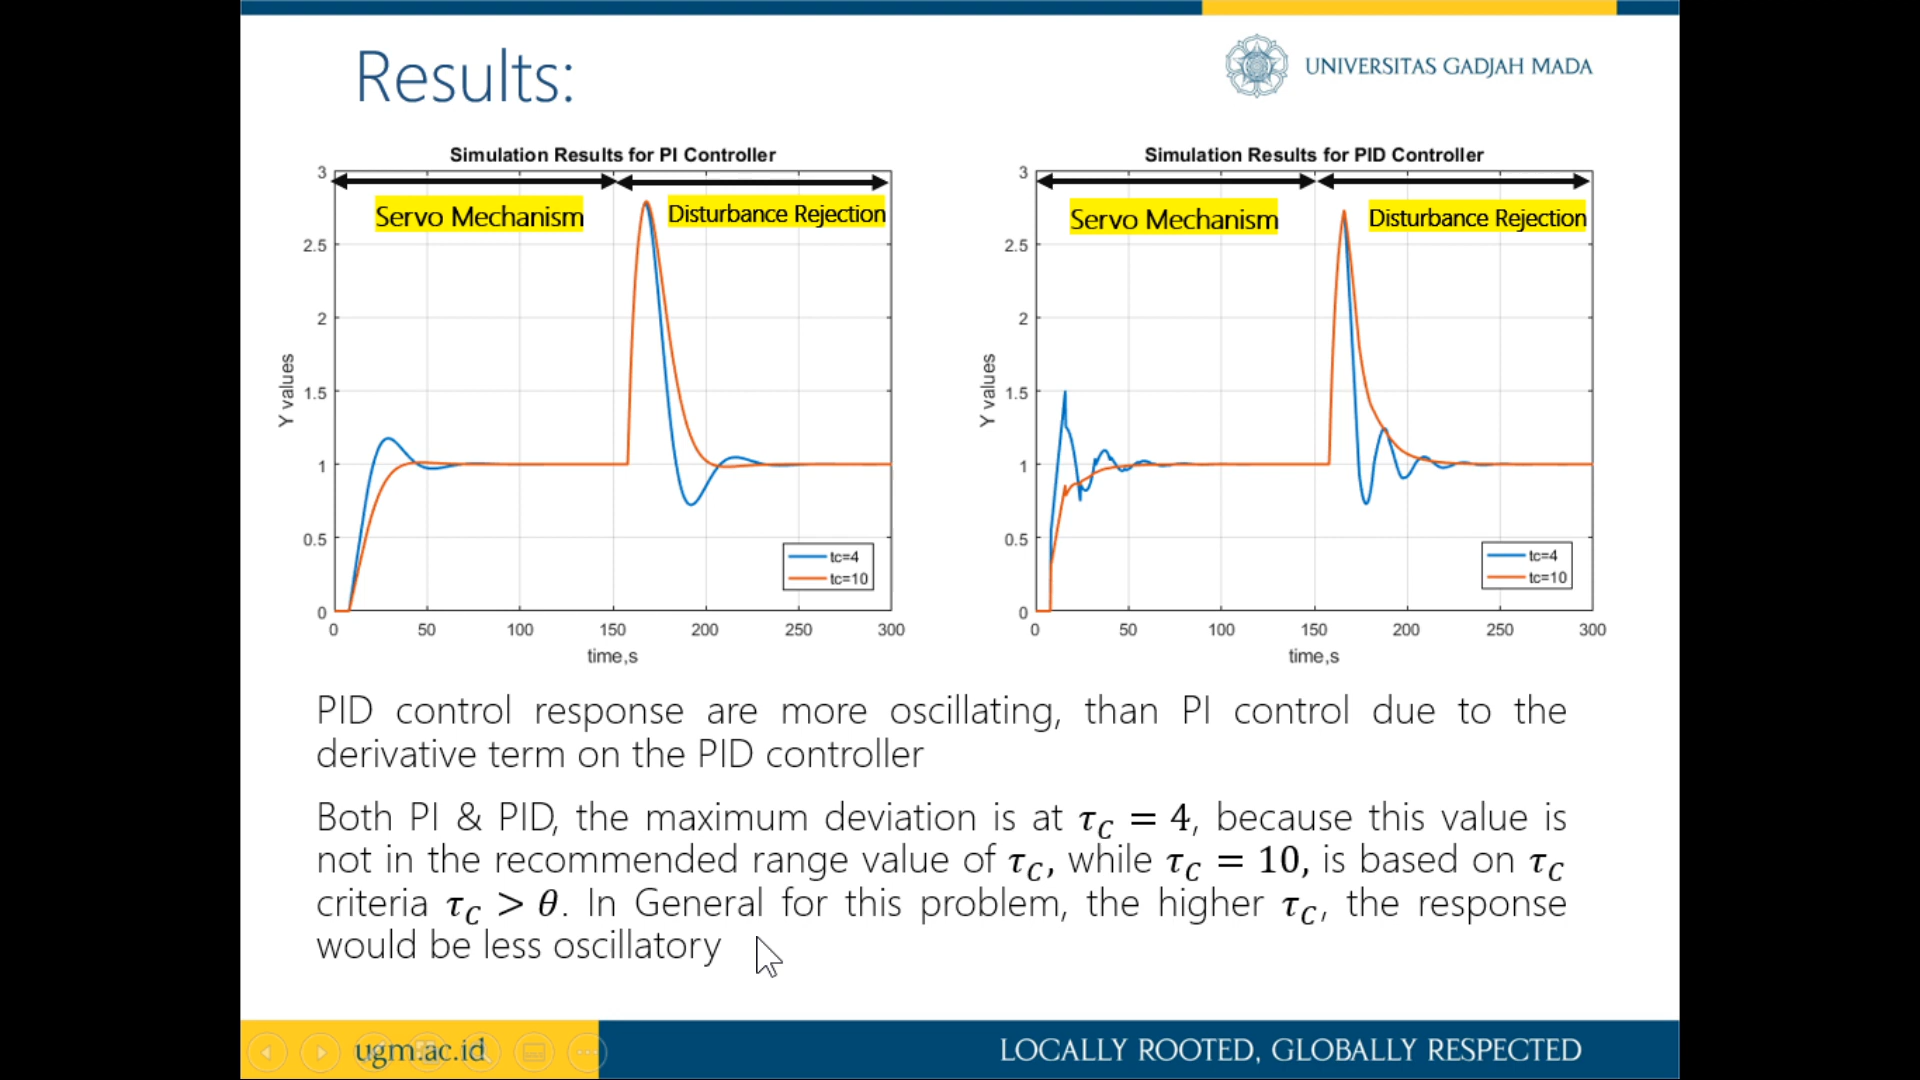 Results:
UNIVERSITAS GADJAH MADA
Simulation Results for PI Controller
Servo Mechanism
Disturbance Rejection
Y values
3
2.5
2
1.5
1
0.5
0
0 50 100 150 200 250 300
time,s
tc=4
tc=10
Simulation Results for PID Controller
Servo Mechanism
Disturbance Rejection
Y values
3
2.5
2
1.5
1
0.5
0
0 50 100 150 200 250 300
time,s
tc=4
tc=10
PID control response are more oscillating, than PI control due to the
derivative term on the PID controller
Both PI & PID, the maximum deviation is at τ_C = 4, because this value is
not in the recommended range value of τ_C, while τ_C = 10, is based on τ_C
criteria τ_C > θ. In General for this problem, the higher τ_C, the response
would be less oscillatory
ugm.ac.id
LOCALLY ROOTED, GLOBALLY RESPECTED